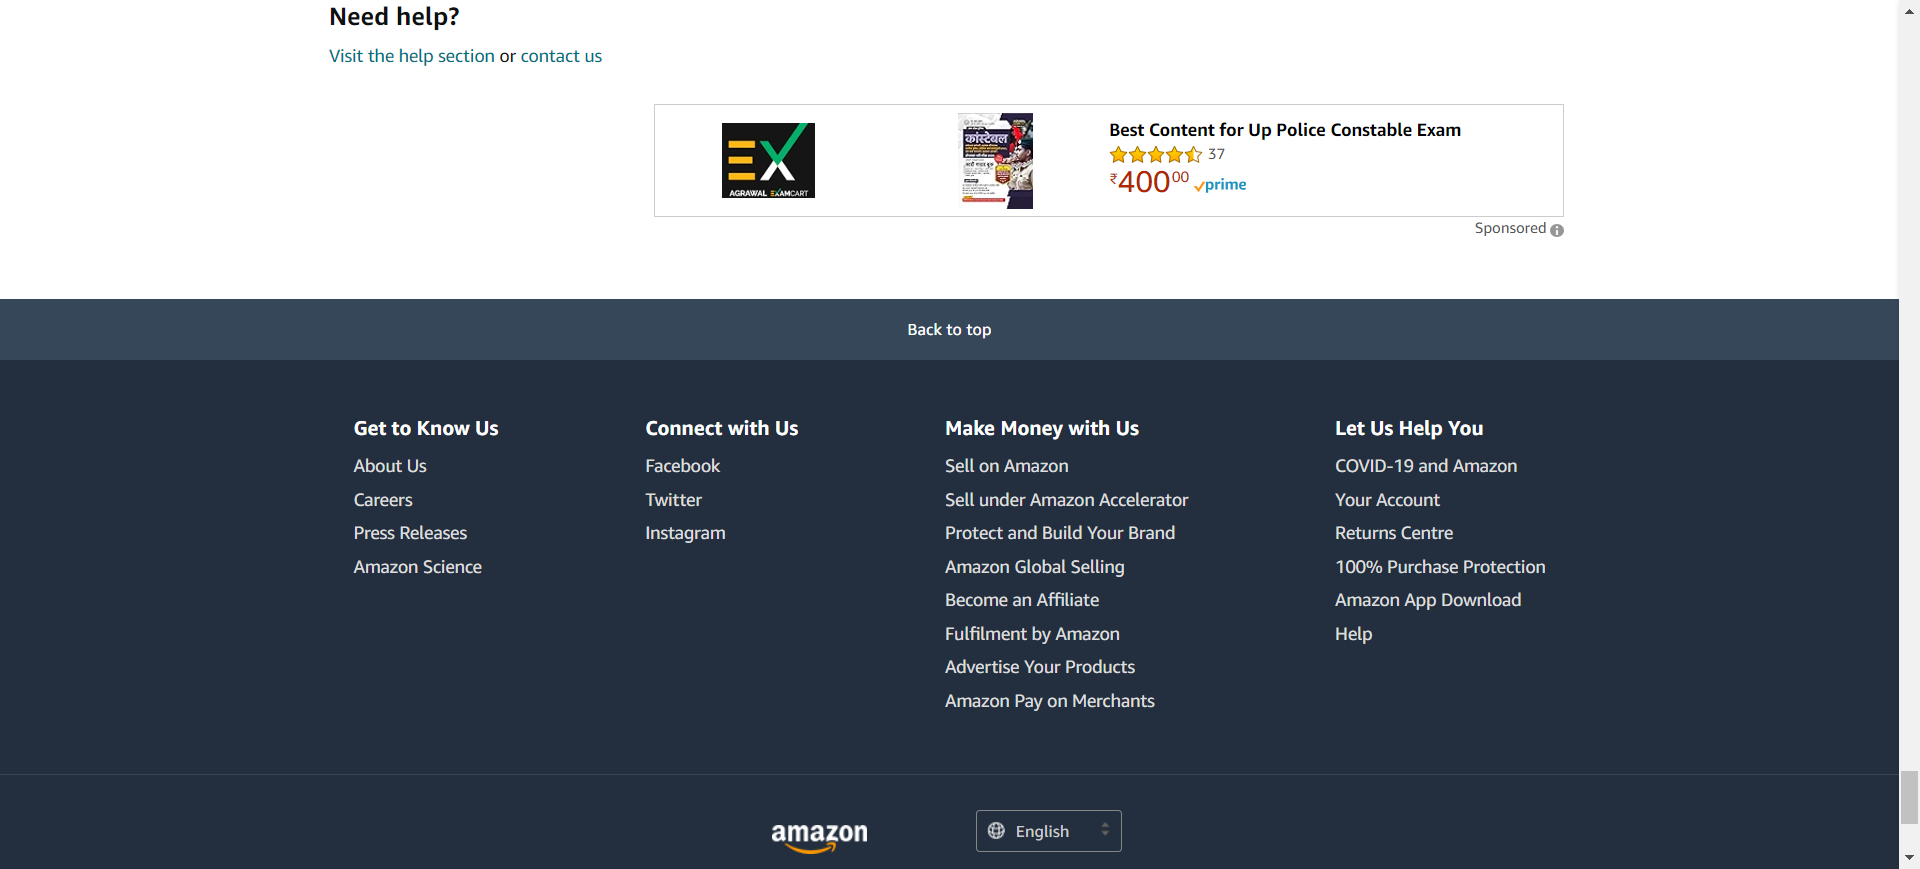 Need help?
Visit the help section or contact us
EX
AGRAWAL EXAMCART
कांस्टेबल
Best Content for Up Police Constable Exam
37
₹40000
prime
Sponsored
Back to top
Get to Know Us
About Us
Careers
Press Releases
Amazon Science
Connect with Us
Facebook
Twitter
Instagram
Make Money with Us
Sell on Amazon
Sell under Amazon Accelerator
Protect and Build Your Brand
Amazon Global Selling
Become an Affiliate
Fulfilment by Amazon
Advertise Your Products
Amazon Pay on Merchants
Let Us Help You
COVID-19 and Amazon
Your Account
Returns Centre
100% Purchase Protection
Amazon App Download
Help
amazon
English